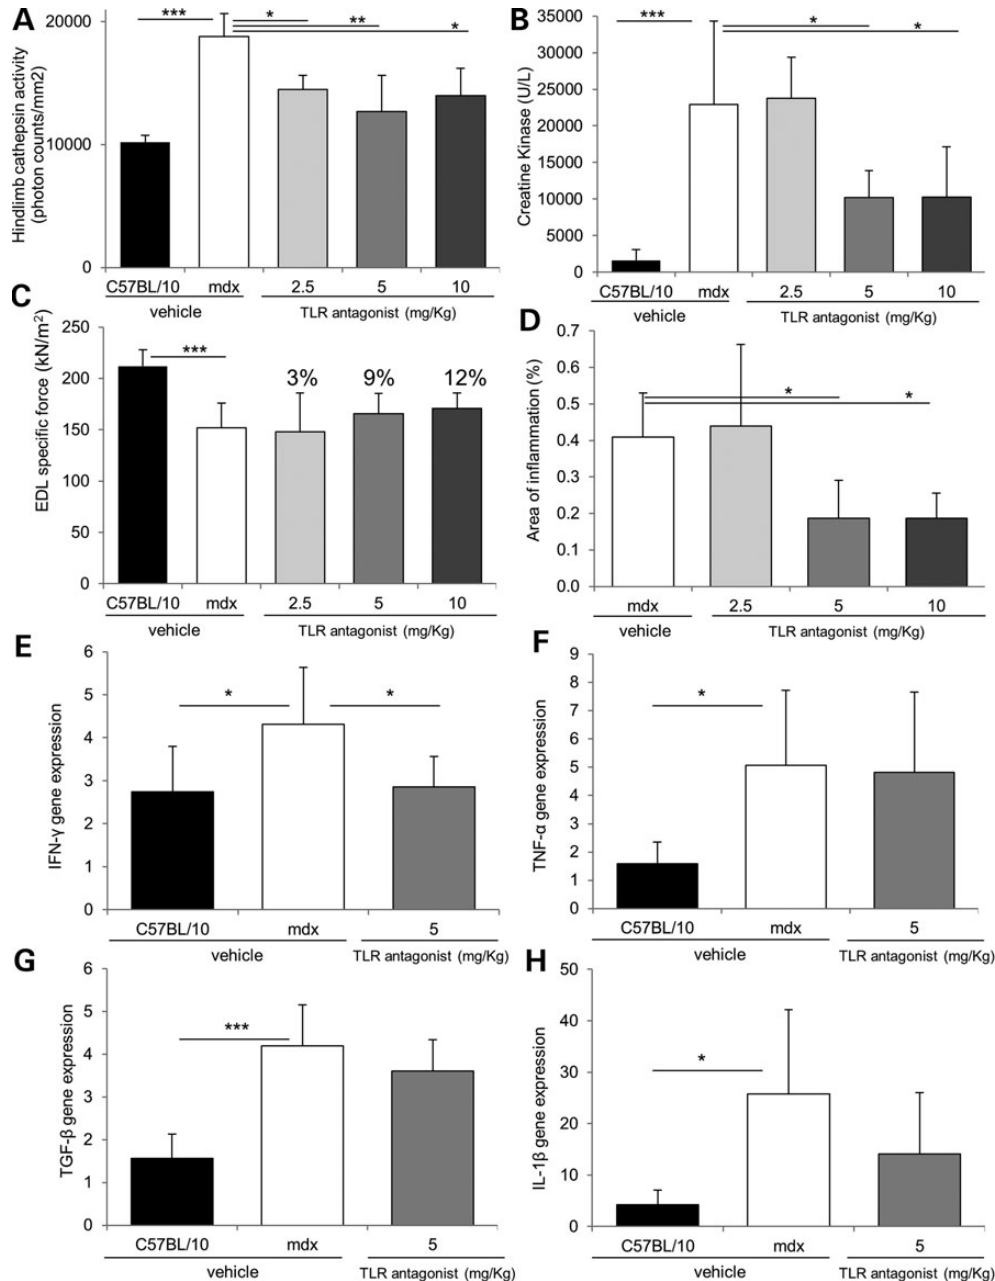 A
Hindlimb cathepsin activity
(photon counts/mm2)
20000
10000
0
***
*
**
*
C57BL/10 mdx 2.5 5 10
vehicle TLR antagonist (mg/Kg)
B
Creatine Kinase (U/L)
35000
30000
25000
20000
15000
10000
5000
0
***
*
*
C57BL/10 mdx 2.5 5 10
vehicle TLR antagonist (mg/Kg)
C
EDL specific force (kN/m²)
250
200
150
100
50
0
***
3% 9% 12%
C57BL/10 mdx 2.5 5 10
vehicle TLR antagonist (mg/Kg)
D
Area of inflammation (%)
0.7
0.6
0.5
0.4
0.3
0.2
0.1
0.0
*
*
mdx 2.5 5 10
vehicle TLR antagonist (mg/Kg)
E
IFN-γ gene expression
6
5
4
3
2
1
0
* *
C57BL/10 mdx 5
vehicle TLR antagonist (mg/Kg)
F
TNF-α gene expression
9
8
7
6
5
4
3
2
1
0
*
C57BL/10 mdx 5
vehicle TLR antagonist (mg/Kg)
G
TGF-β gene expression
6
5
4
3
2
1
0
***
C57BL/10 mdx 5
vehicle TLR antagonist (mg/Kg)
H
IL-1β gene expression
50
40
30
20
10
0
*
C57BL/10 mdx 5
vehicle TLR antagonist (mg/Kg)